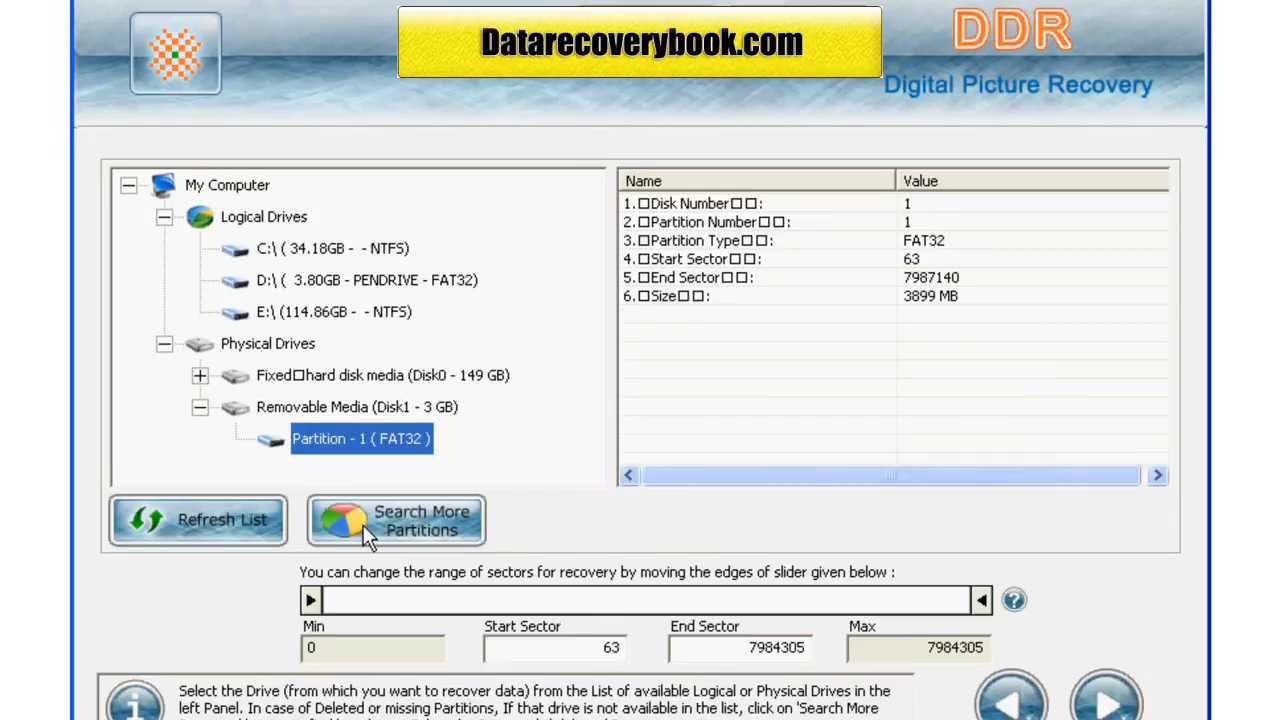 Datarecoverybook.com
DDR
Digital Picture Recovery
My Computer
Logical Drives
C:\ ( 34.18GB - - NTFS)
D:\ ( 3.80GB - PENDRIVE - FAT32)
E:\ (114.86GB - - NTFS)
Physical Drives
Fixed□hard disk media (Disk0 - 149 GB)
Removable Media (Disk1 - 3 GB)
Partition - 1 ( FAT32 )
Name Value
1.□Disk Number□□: 1
2.□Partition Number□□: 1
3.□Partition Type□□: FAT32
4.□Start Sector□□: 63
5.□End Sector□□: 7987140
6.□Size□□: 3899 MB
Refresh List
Search More
Partitions
You can change the range of sectors for recovery by moving the edges of slider given below :
Min Start Sector End Sector Max
0 63 7984305 7984305
Select the Drive (from which you want to recover data) from the List of available Logical or Physical Drives in the
left Panel. In case of Deleted or missing Partitions, If that drive is not available in the list, click on 'Search More